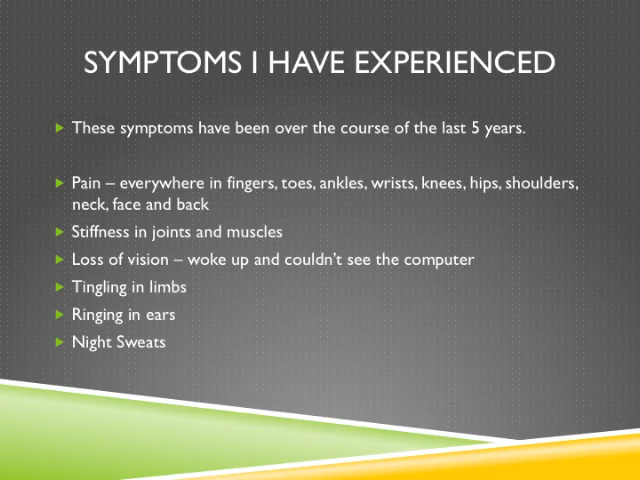 SYMPTOMS I HAVE EXPERIENCED
These symptoms have been over the course of the last 5 years.
Pain – everywhere in fingers, toes, ankles, wrists, knees, hips, shoulders,
neck, face and back
Stiffness in joints and muscles
Loss of vision – woke up and couldn't see the computer
Tingling in limbs
Ringing in ears
Night Sweats